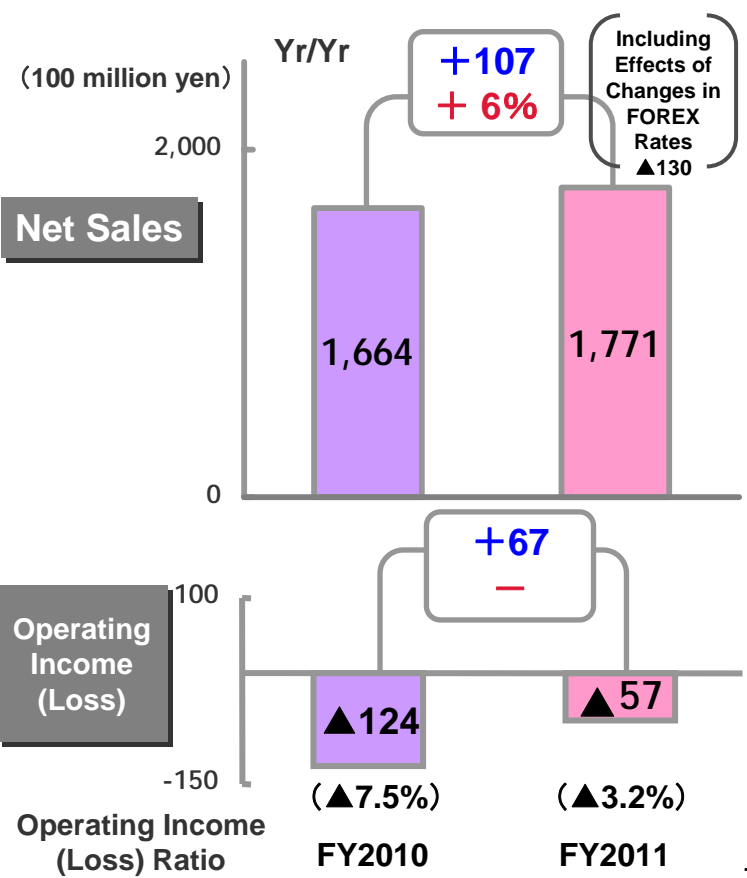 Yr/Yr
(100 million yen)
＋107
＋ 6%
Including
Effects of
Changes in
FOREX
Rates
▲130
2,000
Net Sales
1,664
1,771
0
＋67
－
100
Operating
Income
(Loss)
▲124
▲57
-150
(▲7.5%)
(▲3.2%)
Operating Income
(Loss) Ratio
FY2010
FY2011